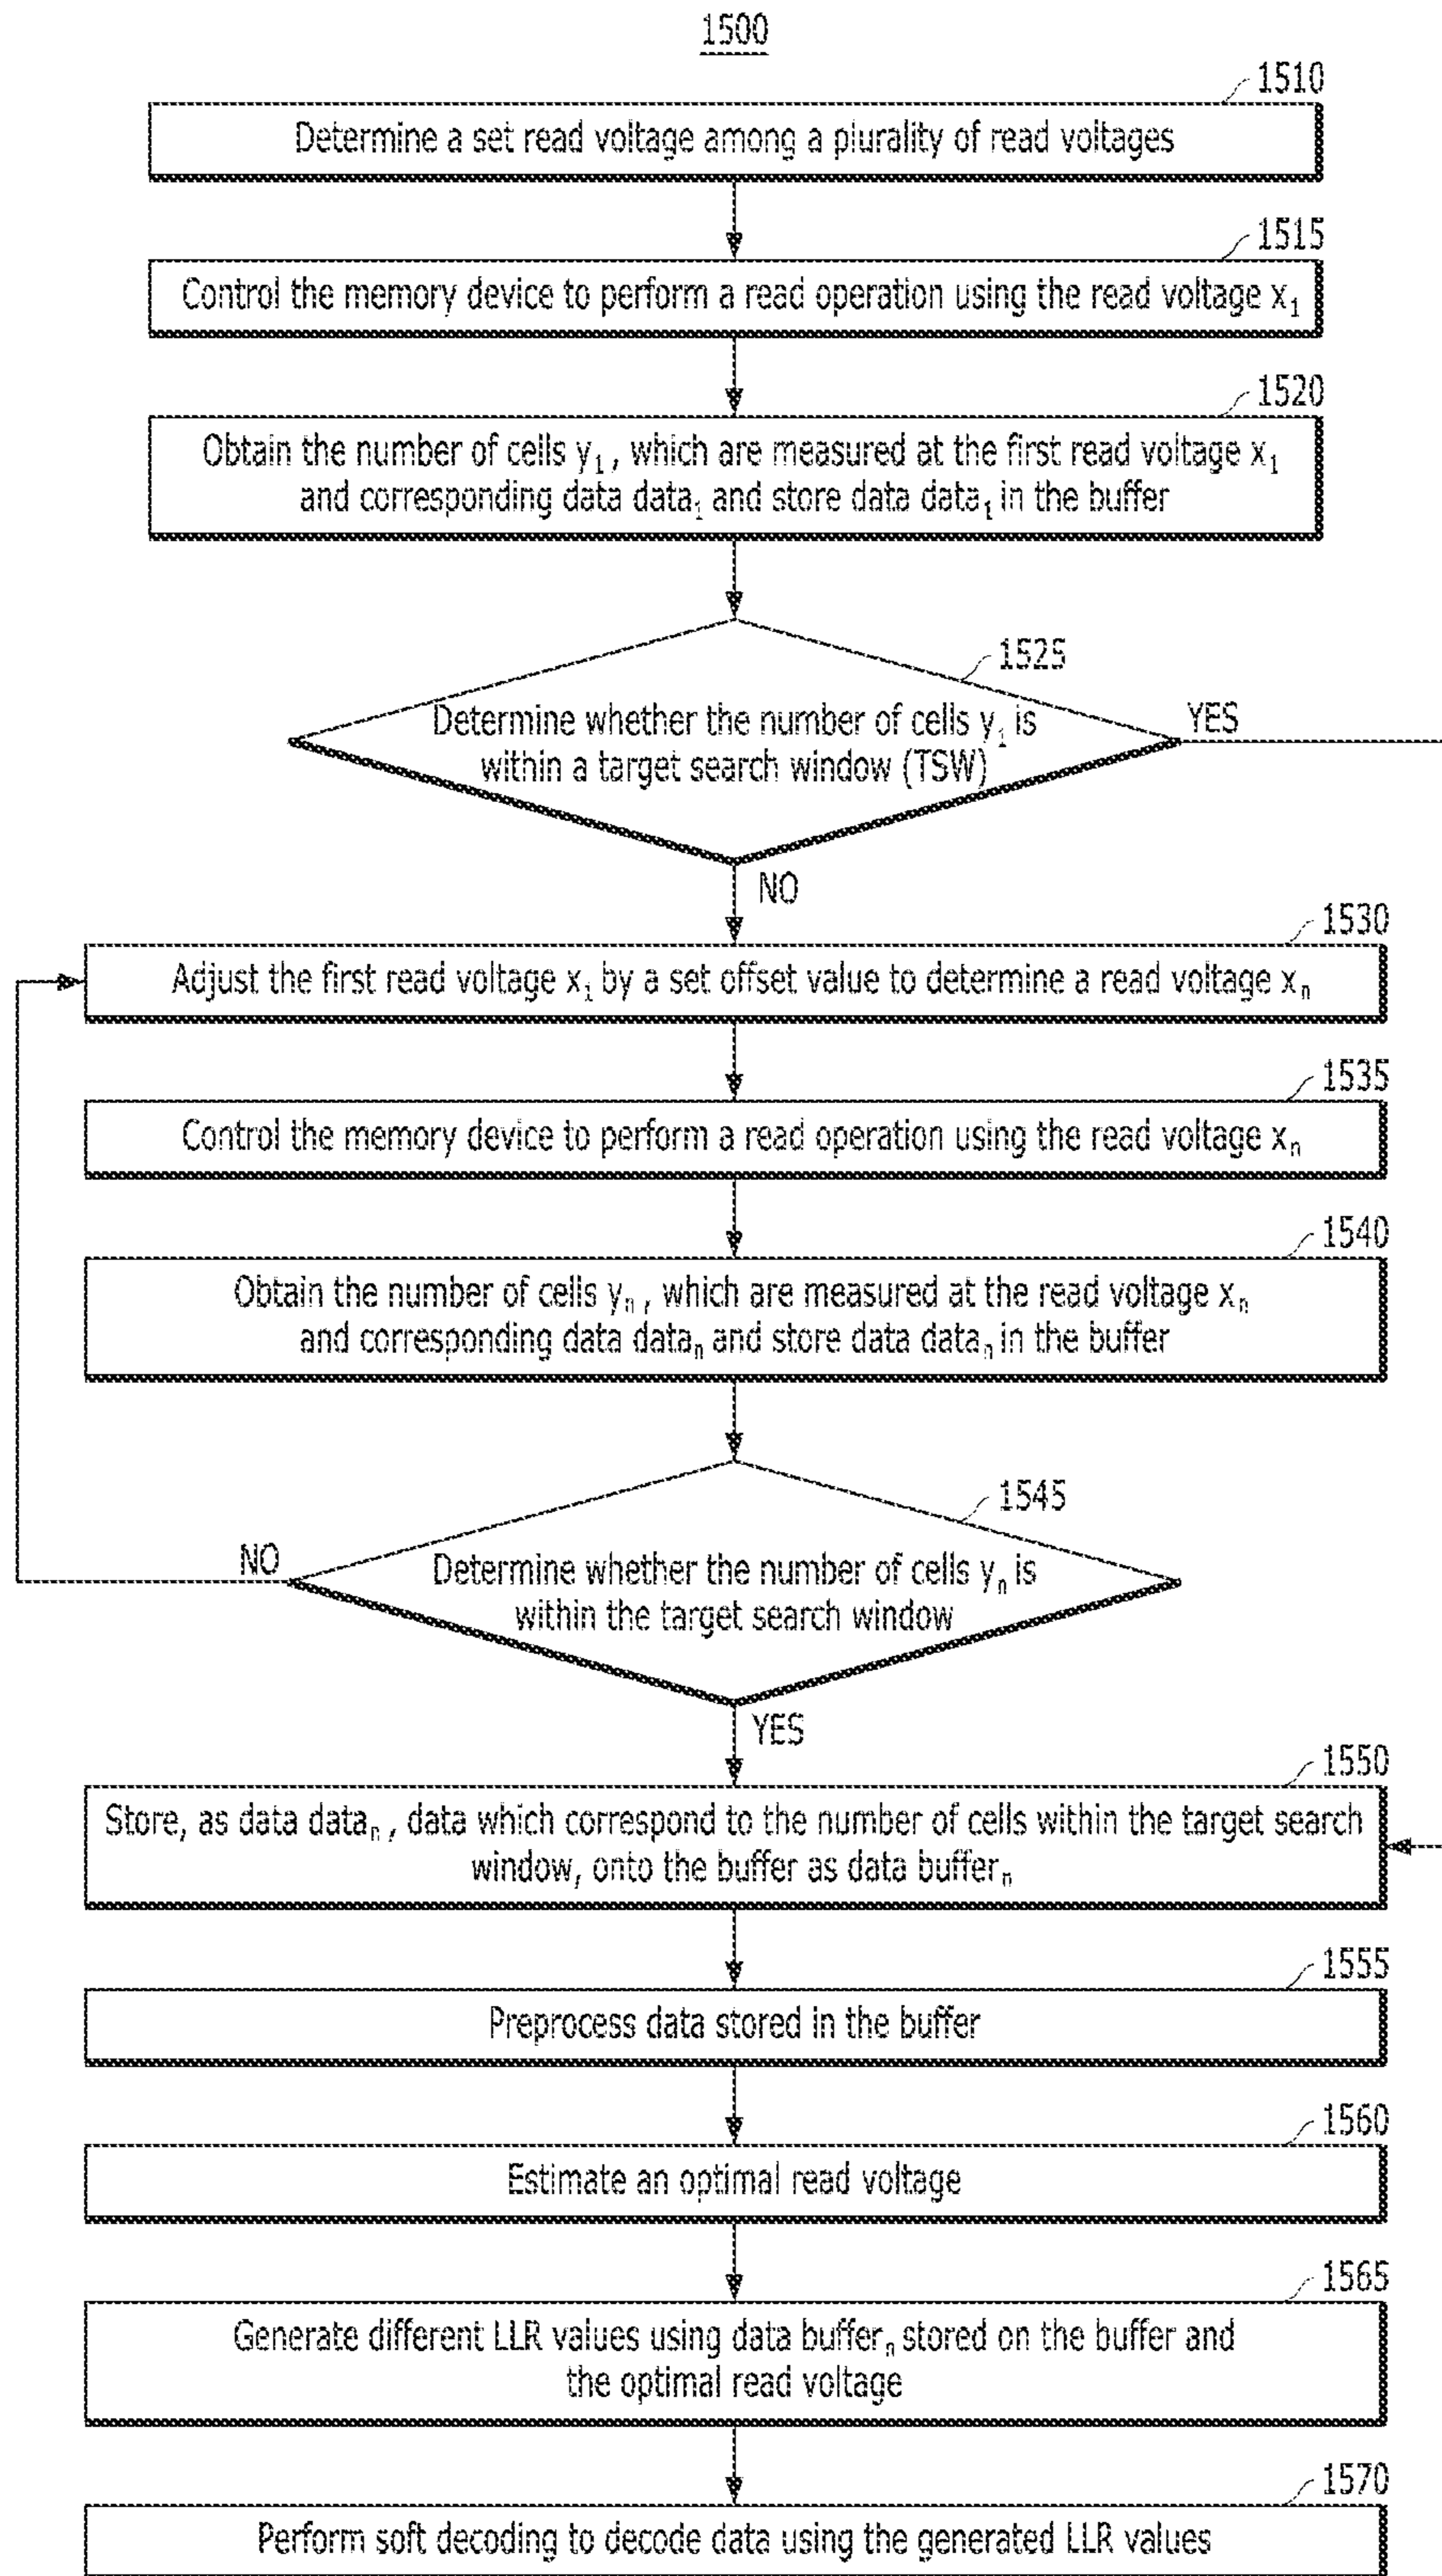 1500
1510
Determine a set read voltage among a plurality of read voltages
1515
Control the memory device to perform a read operation using the read voltage x₁
1520
Obtain the number of cells y₁, which are measured at the first read voltage x₁
and corresponding data data₁ and store data data₁ in the buffer
1525
Determine whether the number of cells y₁ is
within a target search window (TSW)
YES
NO
1530
Adjust the first read voltage x₁ by a set offset value to determine a read voltage xₙ
1535
Control the memory device to perform a read operation using the read voltage xₙ
1540
Obtain the number of cells yₙ, which are measured at the read voltage xₙ
and corresponding data dataₙ and store data dataₙ in the buffer
1545
NO
Determine whether the number of cells yₙ is
within the target search window
YES
1550
Store, as data dataₙ, data which correspond to the number of cells within the target search
window, onto the buffer as data bufferₙ
1555
Preprocess data stored in the buffer
1560
Estimate an optimal read voltage
1565
Generate different LLR values using data bufferₙ stored on the buffer and
the optimal read voltage
1570
Perform soft decoding to decode data using the generated LLR values